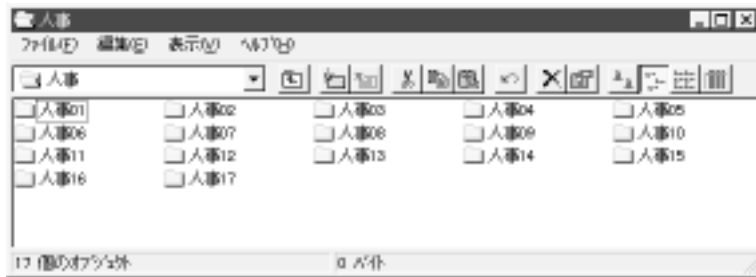 人事
ファイル(F) 編集(E) 表示(V) ヘルプ(H)
人事
人事01 人事02 人事03 人事04 人事05
人事06 人事07 人事08 人事09 人事10
人事11 人事12 人事13 人事14 人事15
人事16 人事17
17 個のオブジェクト 0 バイト